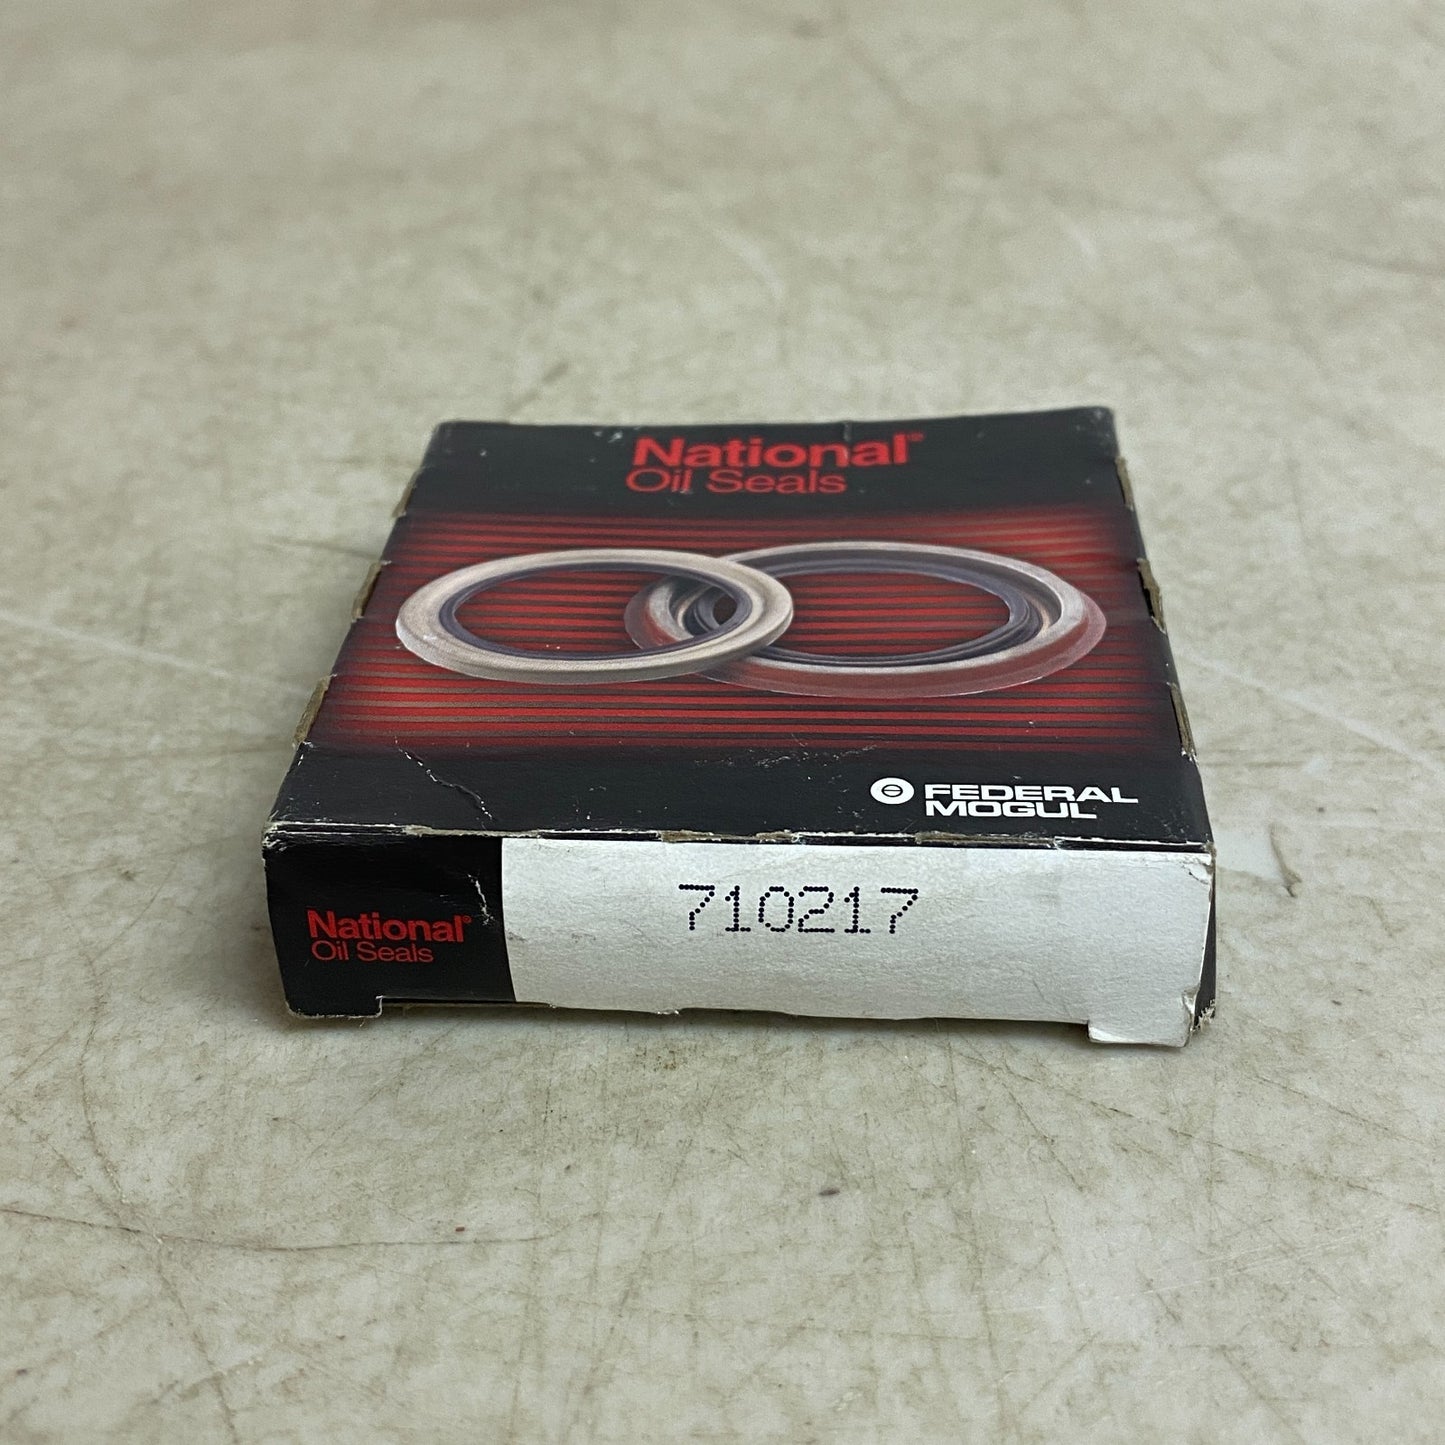 National®
Oil Seals
FEDERAL
MOGUL
National®
Oil Seals
710217